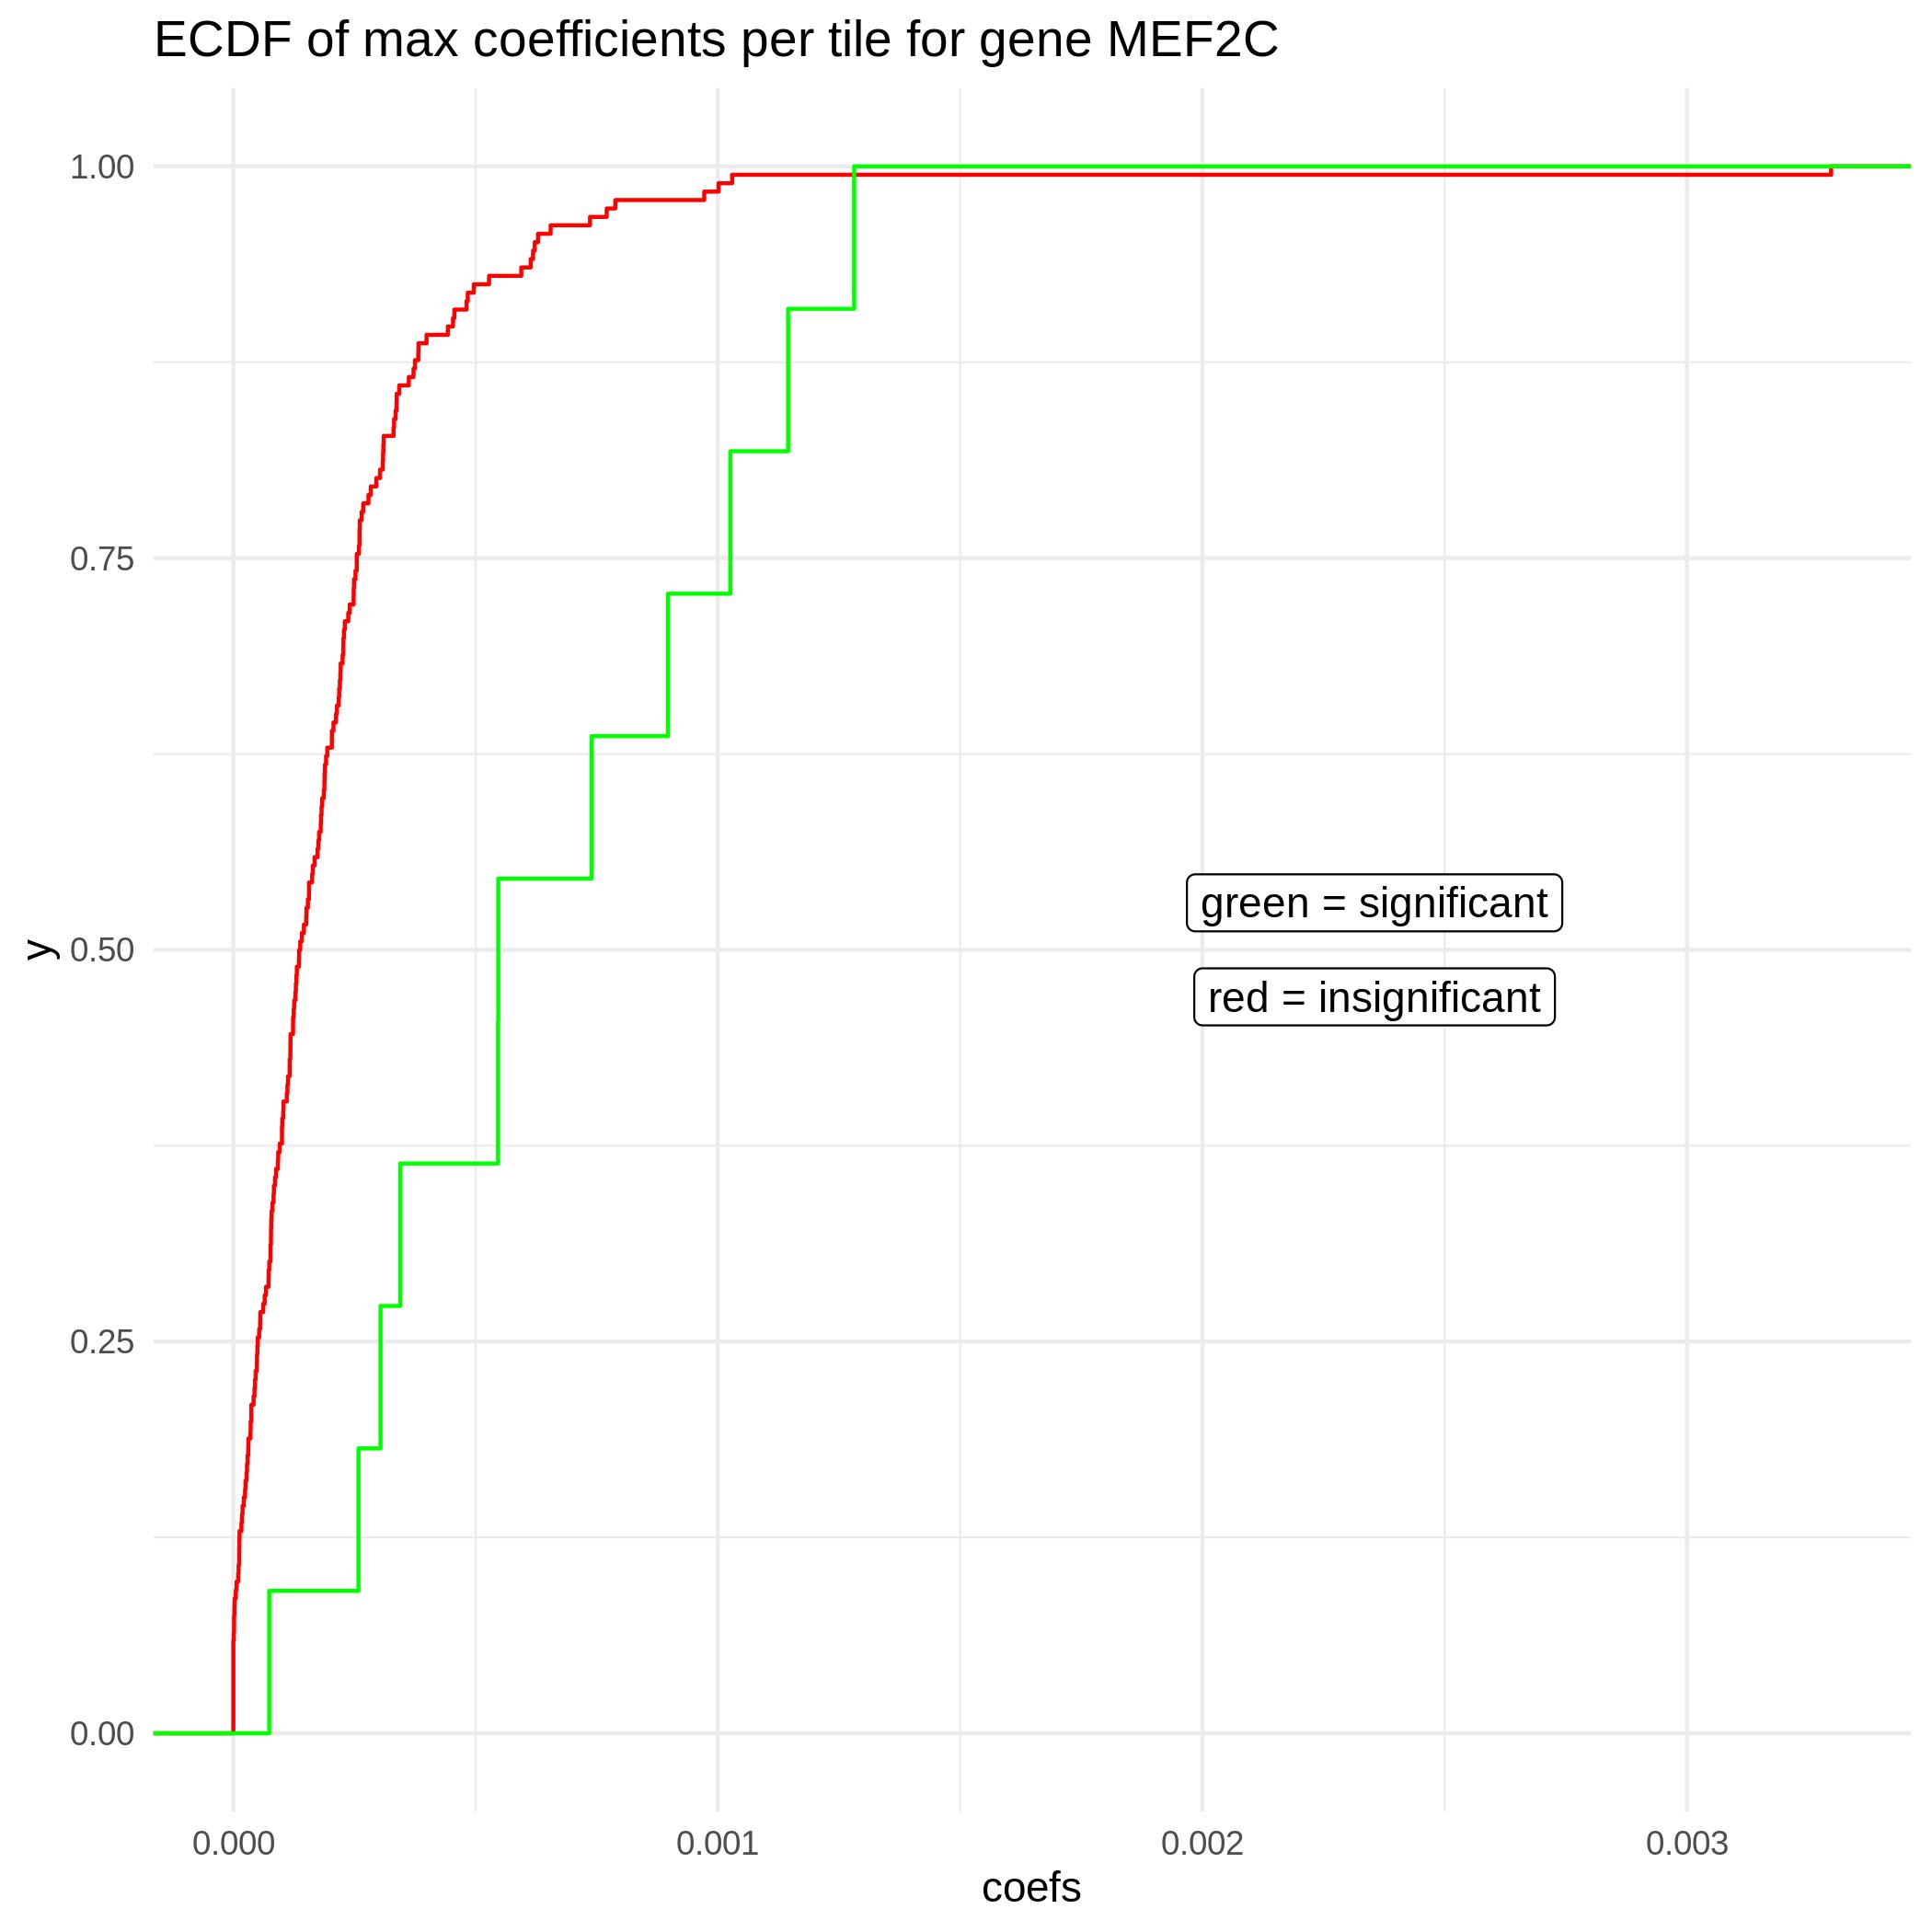 ECDF of max coefficients per tile for gene MEF2C
1.00
0.75
0.50
0.25
0.00
y
green = significant
red = insignificant
0.000 0.001 0.002 0.003
coefs